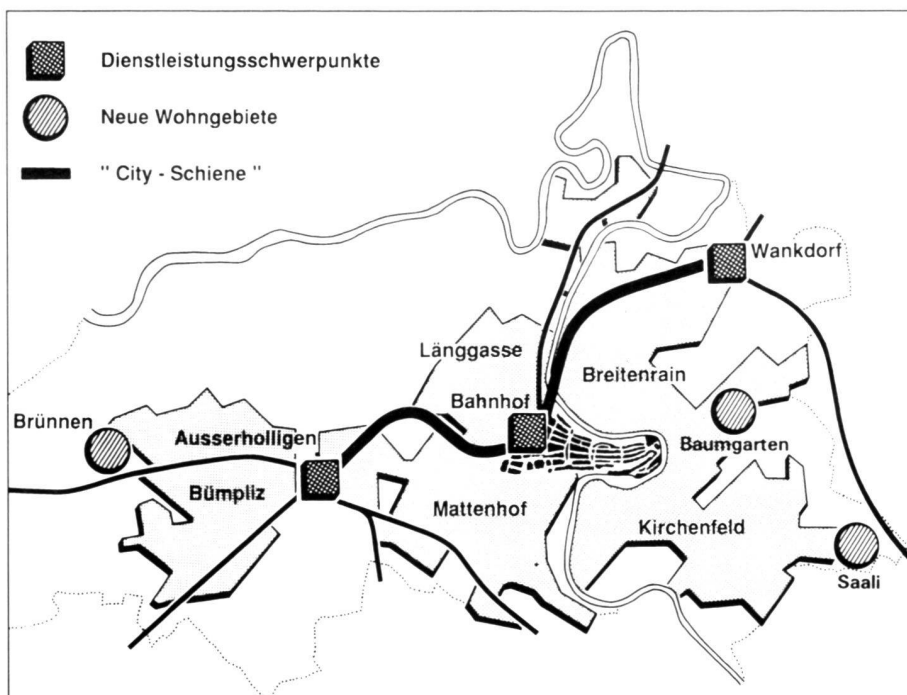 Dienstleistungsschwerpunkte
Neue Wohngebiete
" City - Schiene "
Wankdorf
Länggasse
Breitenrain
Bahnhof
Brünnen
Ausserholligen
Baumgarten
Bümpliz
Mattenhof
Kirchenfeld
Saali